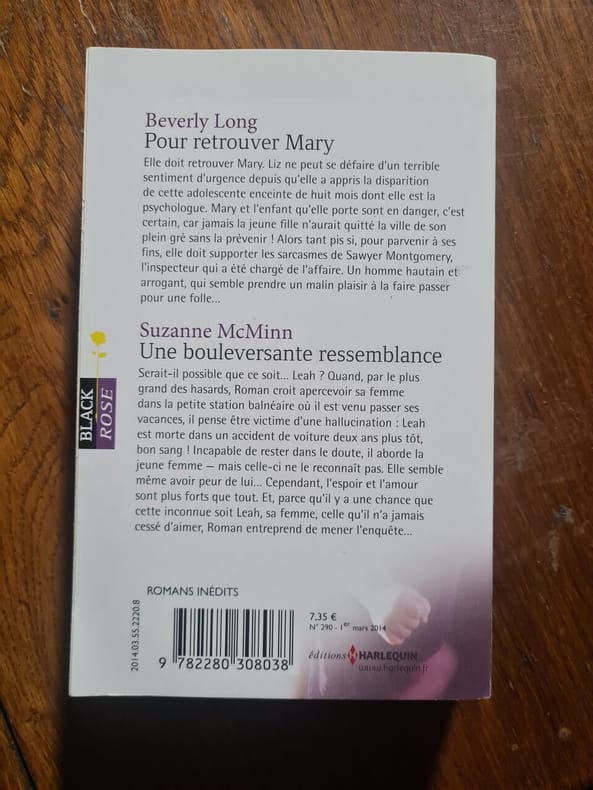 Beverly Long
Pour retrouver Mary
Elle doit retrouver Mary. Liz ne peut se défaire d'un terrible
sentiment d'urgence depuis qu'elle a appris la disparition
de cette adolescente enceinte de huit mois dont elle est la
psychologue. Mary et l'enfant qu'elle porte sont en danger, c'est
certain, car jamais la jeune fille n'aurait quitté la ville de son
plein gré sans la prévenir ! Alors tant pis si, pour parvenir à ses
fins, elle doit supporter les sarcasmes de Sawyer Montgomery,
l'inspecteur qui a été chargé de l'affaire. Un homme hautain et
arrogant, qui semble prendre un malin plaisir à la faire passer
pour une folle...
Suzanne McMinn
Une bouleversante ressemblance
Serait-il possible que ce soit... Leah ? Quand, par le plus
grand des hasards, Roman croit apercevoir sa femme
dans la petite station balnéaire où il est venu passer ses
vacances, il pense être victime d'une hallucination : Leah
est morte dans un accident de voiture deux ans plus tôt,
bon sang ! Incapable de rester dans le doute, il aborde la
jeune femme — mais celle-ci ne le reconnaît pas. Elle semble
même avoir peur de lui... Cependant, l'espoir et l'amour
sont plus forts que tout. Et, parce qu'il y a une chance que
cette inconnue soit Leah, sa femme, celle qu'il n'a jamais
cessé d'aimer, Roman entreprend de mener l'enquête...
BLACK
ROSE
ROMANS INÉDITS
2014.03.55.2220.8
9 782280 308038
7,35 €
N° 290 - 1er mars 2014
éditions HARLEQUIN
www.harlequin.fr